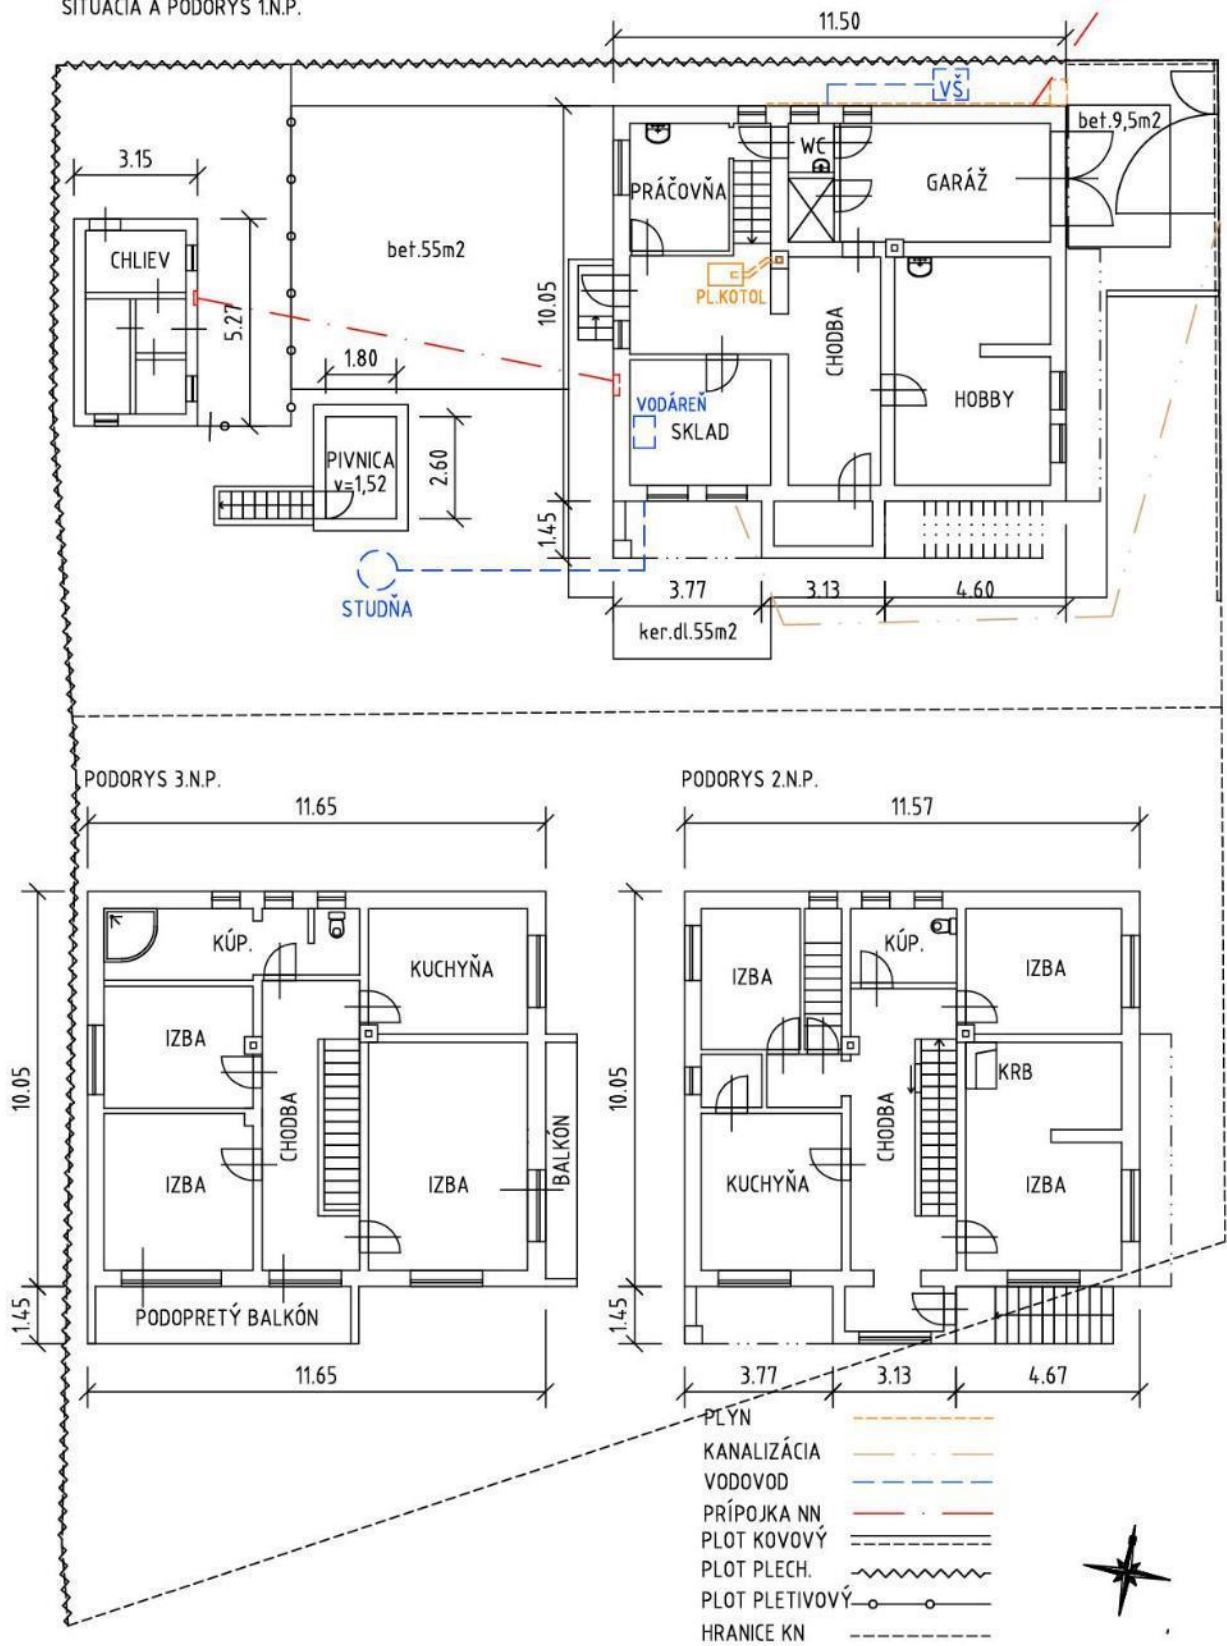 SITUÁCIA A PÔDORYS 1.N.P.
11.50
VŠ
bet.9,5m2
3.15
WC
GARÁŽ
PRÁČOVŇA
CHLIEV
bet.55m2
PL.KOTOL
10.05
5.27
1.80
CHODBA
VODÁREŇ
SKLAD
HOBBY
PIVNICA
v=1,52
2.60
1.45
STUDŇA
3.77
3.13
4.60
ker.dl.55m2
PODORYS 3.N.P.
11.65
KÚP.
KUCHYŇA
IZBA
10.05
CHODBA
BALKÓN
IZBA
IZBA
1.45
PODOPRETÝ BALKÓN
11.65
PODORYS 2.N.P.
11.57
IZBA
KÚP.
IZBA
10.05
KRB
CHODBA
KUCHYŇA
IZBA
1.45
3.77
3.13
4.67
PLYN
KANALIZÁCIA
VODOVOD
PRÍPOJKA NN
PLOT KOVOVÝ
PLOT PLECH.
PLOT PLETIVOVÝ
HRANICE KN